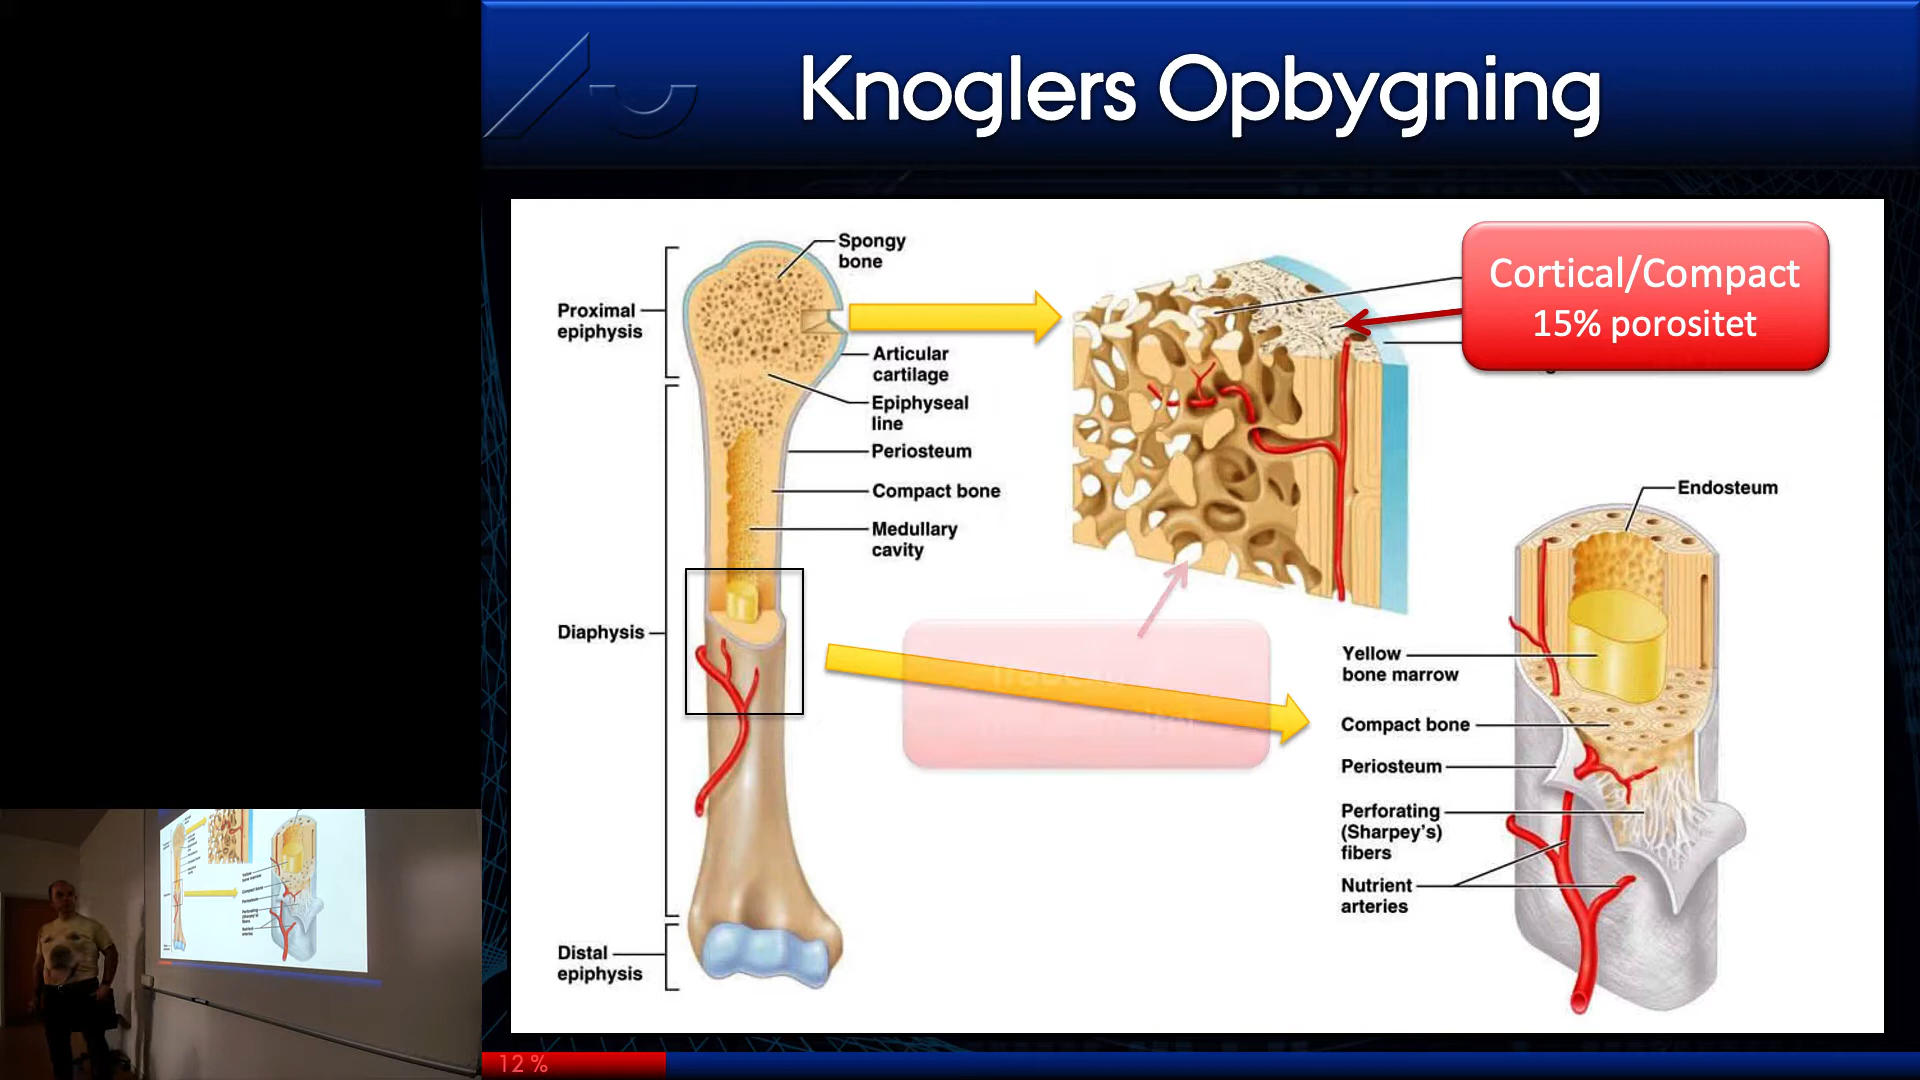 Knoglers Opbygning
Spongy
bone
Proximal
epiphysis
Articular
cartilage
Epiphyseal
line
Periosteum
Compact bone
Medullary
cavity
Diaphysis
Distal
epiphysis
Cortical/Compact
15% porositet
Endosteum
Yellow
bone marrow
Compact bone
Periosteum
Perforating
(Sharpey's)
fibers
Nutrient
arteries
12 %